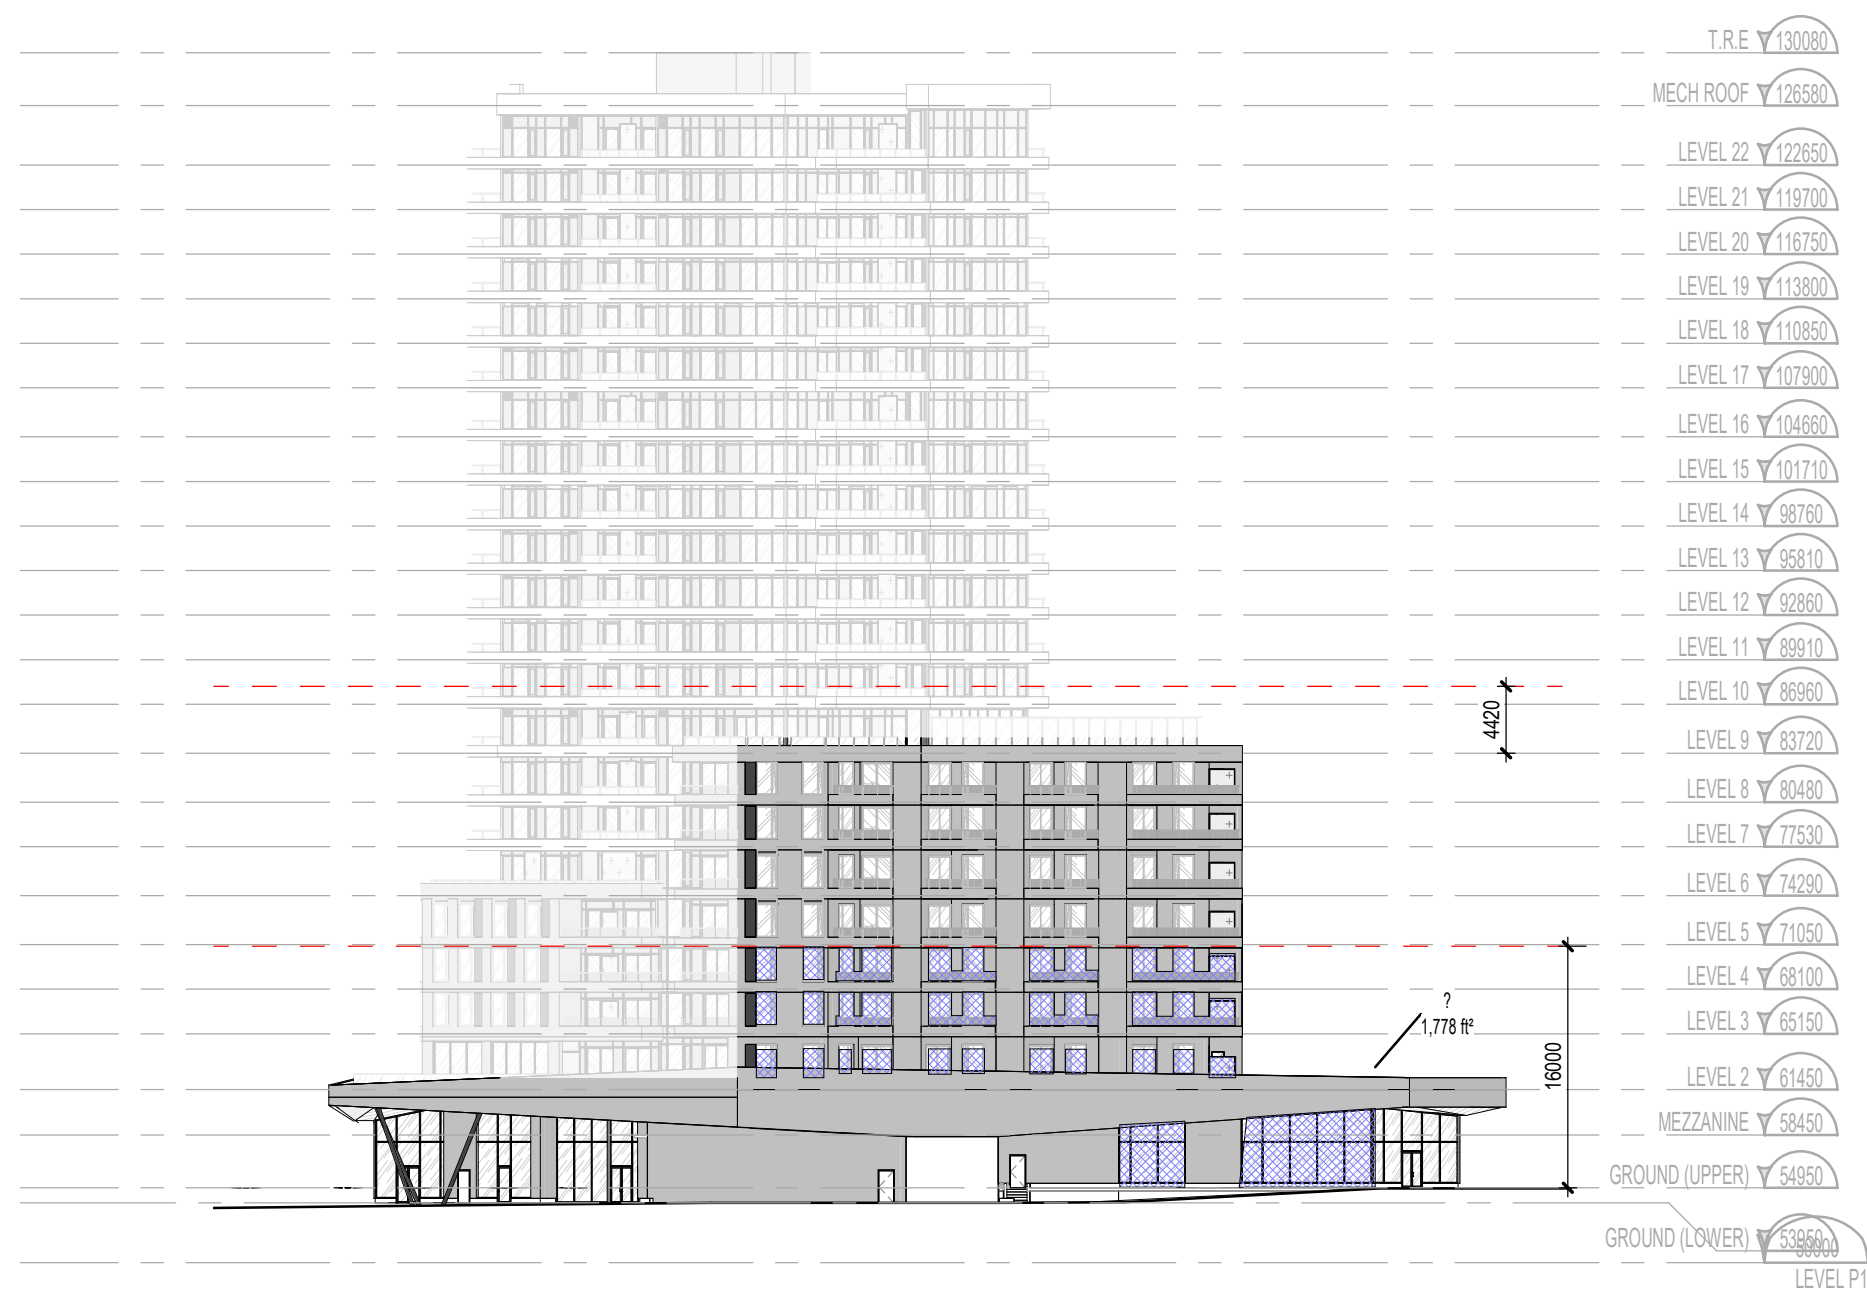 T.R.E 130080
MECH ROOF 126580
LEVEL 22 122650
LEVEL 21 119700
LEVEL 20 116750
LEVEL 19 113800
LEVEL 18 110850
LEVEL 17 107900
LEVEL 16 104660
LEVEL 15 101710
LEVEL 14 98760
LEVEL 13 95810
LEVEL 12 92860
LEVEL 11 89910
LEVEL 10 86960
4420
LEVEL 9 83720
LEVEL 8 80480
LEVEL 7 77530
LEVEL 6 74290
LEVEL 5 71050
LEVEL 4 68100
?
1,778 ft²
LEVEL 3 65150
16000
LEVEL 2 61450
MEZZANINE 58450
GROUND (UPPER) 54950
GROUND (LOWER) 53950
50000
LEVEL P1